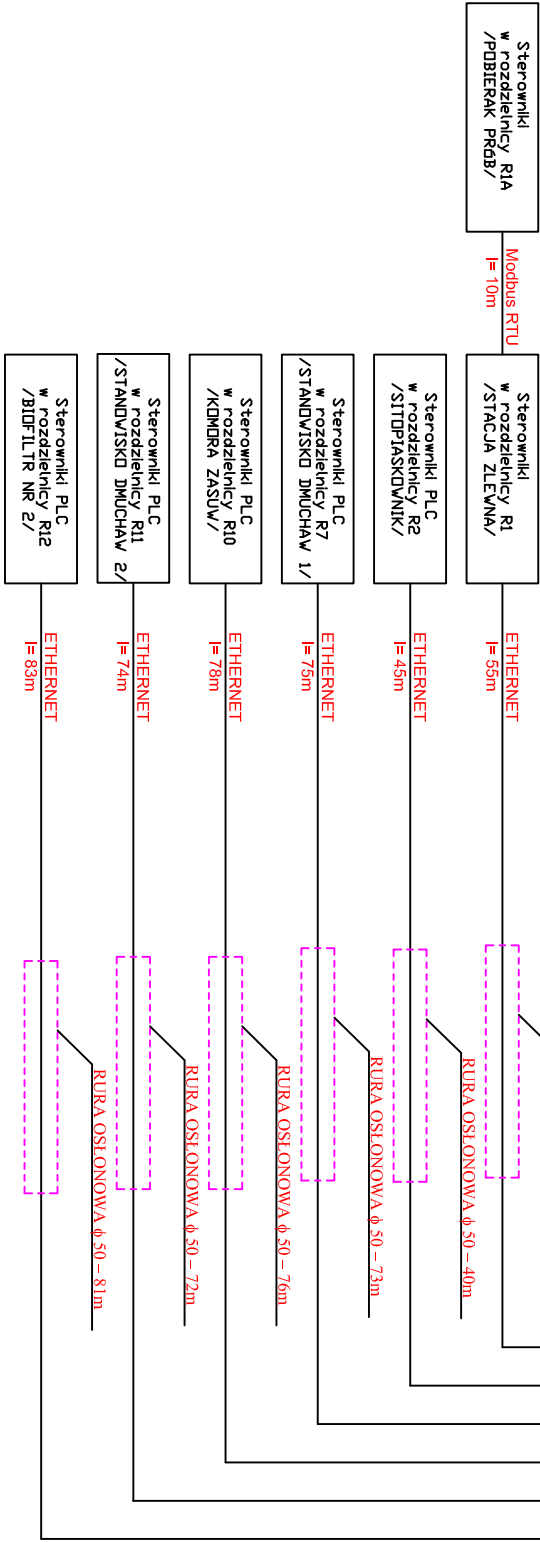 Sterowniki
w rozdzielnicy R1A
/POBIERAK PRÓB/
Modbus RTU
l= 10m
Sterowniki
w rozdzielnicy R1
/STACJA ZLEWNA/
ETHERNET
l= 55m
Sterowniki PLC
w rozdzielnicy R2
/SITOPIASKOWNIK/
ETHERNET
l= 45m
RURA OSŁONOWA ϕ 50 – 40m
Sterowniki PLC
w rozdzielnicy R7
/STANOWISKO DMUCHAW 1/
ETHERNET
l= 75m
RURA OSŁONOWA ϕ 50 – 73m
Sterowniki PLC
w rozdzielnicy R10
/KOMORA ZASUW/
ETHERNET
l= 78m
RURA OSŁONOWA ϕ 50 – 76m
Sterowniki PLC
w rozdzielnicy R11
/STANOWISKO DMUCHAW 2/
ETHERNET
l= 74m
RURA OSŁONOWA ϕ 50 – 72m
Sterowniki PLC
w rozdzielnicy R12
/BIOFILTR NR 2/
ETHERNET
l= 83m
RURA OSŁONOWA ϕ 50 – 81m